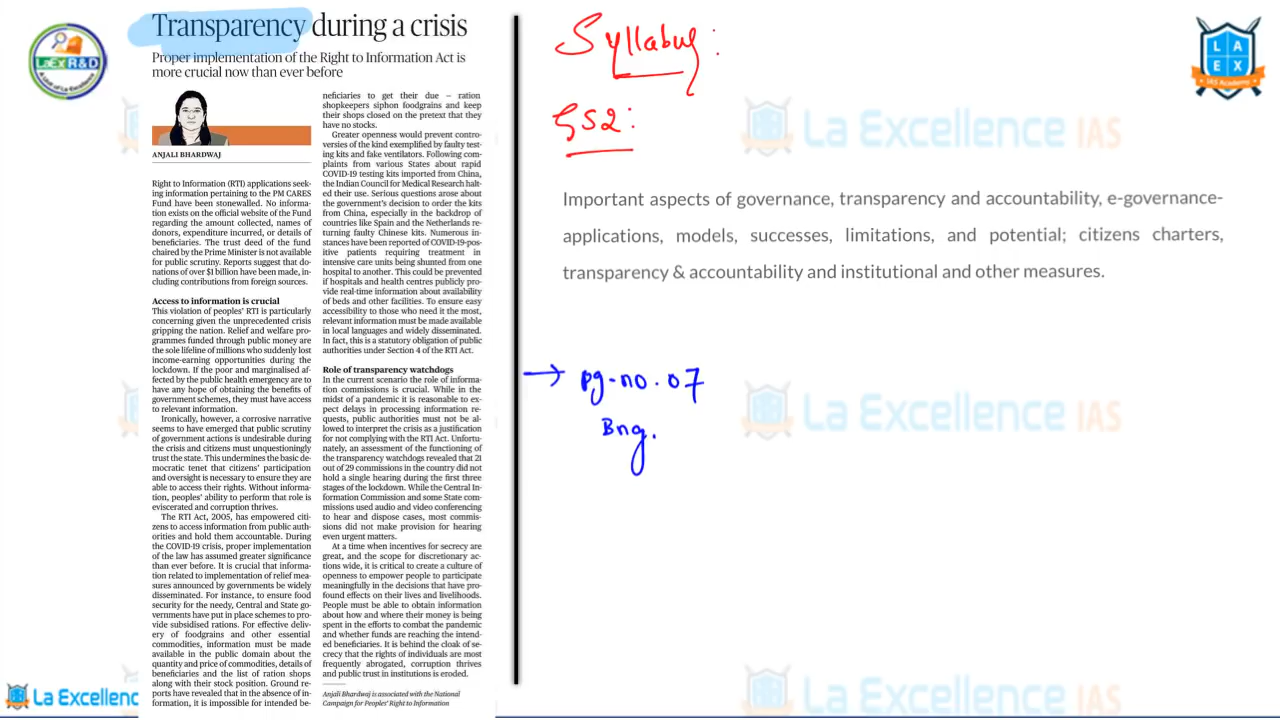 Transparency during a crisis
Proper implementation of the Right to Information Act is
more crucial now than ever before
ANJALI BHARDWAJ
Right to Information (RTI) applications seek-
ing information pertaining to the PM CARES
Fund have been stonewalled. No informa-
tion exists on the official website of the Fund
regarding the amount collected, names of
donors, expenditure incurred, or details of
beneficiaries. The trust deed of the fund
chaired by the Prime Minister is not available
for public scrutiny. Reports suggest that do-
nations of over $1 billion have been made, in-
cluding contributions from foreign sources.
Access to information is crucial
This violation of peoples' RTI is particularly
concerning given the unprecedented crisis
gripping the nation. Relief and welfare pro-
grammes funded through public money are
the sole lifeline of millions who suddenly lost
income-earning opportunities during the
lockdown. If the poor and marginalised af-
fected by the public health emergency are to
have any hope of obtaining the benefits of
government schemes, they must have access
to relevant information.
Ironically, however, a corrosive narrative
seems to have emerged that public scrutiny
of government actions is undesirable during
the crisis and citizens must unquestioningly
trust the state. This undermines the basic de-
mocratic tenet that citizens' participation
and oversight is necessary to ensure they are
able to access their rights. Without informa-
tion, peoples' ability to perform that role is
eviscerated and corruption thrives.
The RTI Act, 2005, has empowered citi-
zens to access information from public auth-
orities and hold them accountable. During
the COVID-19 crisis, proper implementation
of the law has assumed greater significance
than ever before. It is crucial that informa-
tion related to implementation of relief mea-
sures announced by governments be widely
disseminated. For instance, to ensure food
security for the needy, Central and State go-
vernments have put in place schemes to pro-
vide subsidised rations. For effective deliv-
ery of foodgrains and other essential
commodities, information must be made
available in the public domain about the
quantity and price of commodities, details of
beneficiaries and the list of ration shops
along with their stock position. Ground re-
ports have revealed that in the absence of in-
formation, it is impossible for intended be-
neficiaries to get their due – ration
shopkeepers siphon foodgrains and keep
their shops closed on the pretext that they
have no stocks.
Greater openness would prevent contro-
versies of the kind exemplified by faulty test-
ing kits and fake ventilators. Following com-
plaints from various States about rapid
COVID-19 testing kits imported from China,
the Indian Council for Medical Research halt-
ed their use. Serious questions arose about
the government's decision to order the kits
from China, especially in the backdrop of
countries like Spain and the Netherlands re-
turning faulty Chinese kits. Numerous in-
stances have been reported of COVID-19-pos-
itive patients requiring treatment in
intensive care units being shunted from one
hospital to another. This could be prevented
if hospitals and health centres publicly pro-
vide real-time information about availability
of beds and other facilities. To ensure easy
accessibility to those who need it the most,
relevant information must be made available
in local languages and widely disseminated.
In fact, this is a statutory obligation of public
authorities under Section 4 of the RTI Act.
Role of transparency watchdogs
In the current scenario the role of informa-
tion commissions is crucial. While in the
midst of a pandemic it is reasonable to ex-
pect delays in processing information re-
quests, public authorities must not be al-
lowed to interpret the crisis as a justification
for not complying with the RTI Act. Unfortu-
nately, an assessment of the functioning of
the transparency watchdogs revealed that 21
out of 29 commissions in the country did not
hold a single hearing during the first three
stages of the lockdown. While the Central In-
formation Commission and some State com-
missions used audio and video conferencing
to hear and dispose cases, most commis-
sions did not make provision for hearing
even urgent matters.
At a time when incentives for secrecy are
great, and the scope for discretionary ac-
tions wide, it is critical to create a culture of
openness to empower people to participate
meaningfully in the decisions that have pro-
found effects on their lives and livelihoods.
People must be able to obtain information
about how and where their money is being
spent in the efforts to combat the pandemic
and whether funds are reaching the intend-
ed beneficiaries. It is behind the cloak of se-
crecy that the rights of individuals are most
frequently abrogated, corruption thrives
and public trust in institutions is eroded.
Anjali Bhardwaj is associated with the National
Campaign for Peoples' Right to Information
Syllabus:
GS2:
Important aspects of governance, transparency and accountability, e-governance-
applications, models, successes, limitations, and potential; citizens charters,
transparency & accountability and institutional and other measures.
→ pg-no.07
Bng.
LaEx R&D
LAEX
IAS Academy
La Excellence IAS
La Excellence IAS
La Excellence IAS
La Excellence
La Excellence IAS